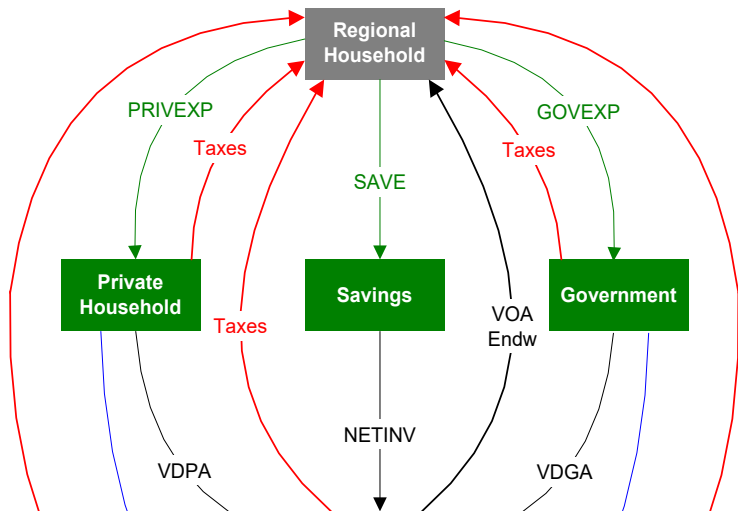 Regional
Household
PRIVEXP
GOVEXP
Taxes
Taxes
SAVE
Private
Household
Savings
Government
Taxes
VOA
Endw
NETINV
VDPA
VDGA